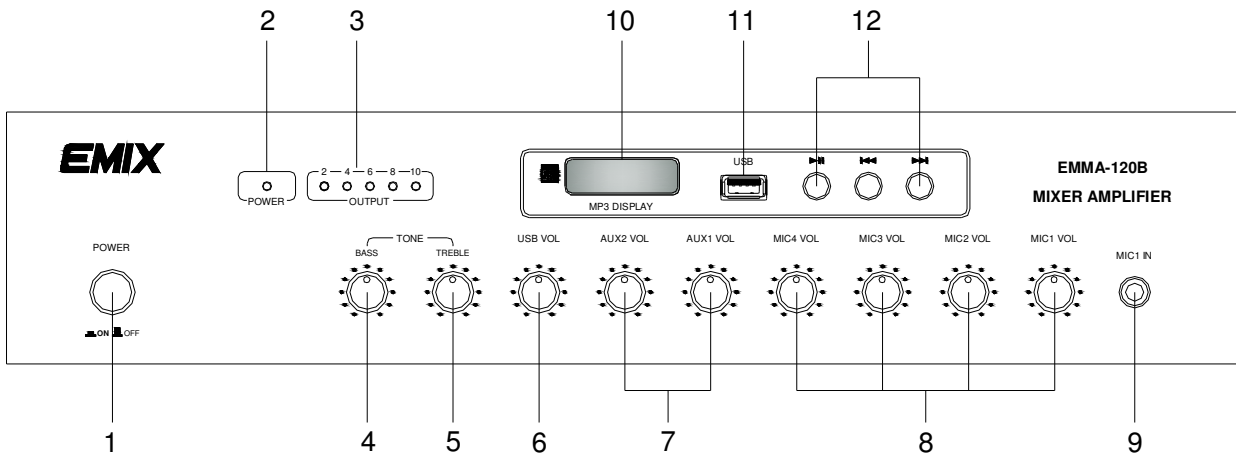 2 3 10 11 12
EMIX
2 4 6 8 10
POWER
OUTPUT
USB
MP3 DISPLAY
EMMA-120B
MIXER AMPLIFIER
POWER
ON OFF
TONE
BASS TREBLE
USB VOL
AUX2 VOL
AUX1 VOL
MIC4 VOL
MIC3 VOL
MIC2 VOL
MIC1 VOL
MIC1 IN
1 4 5 6 7 8 9